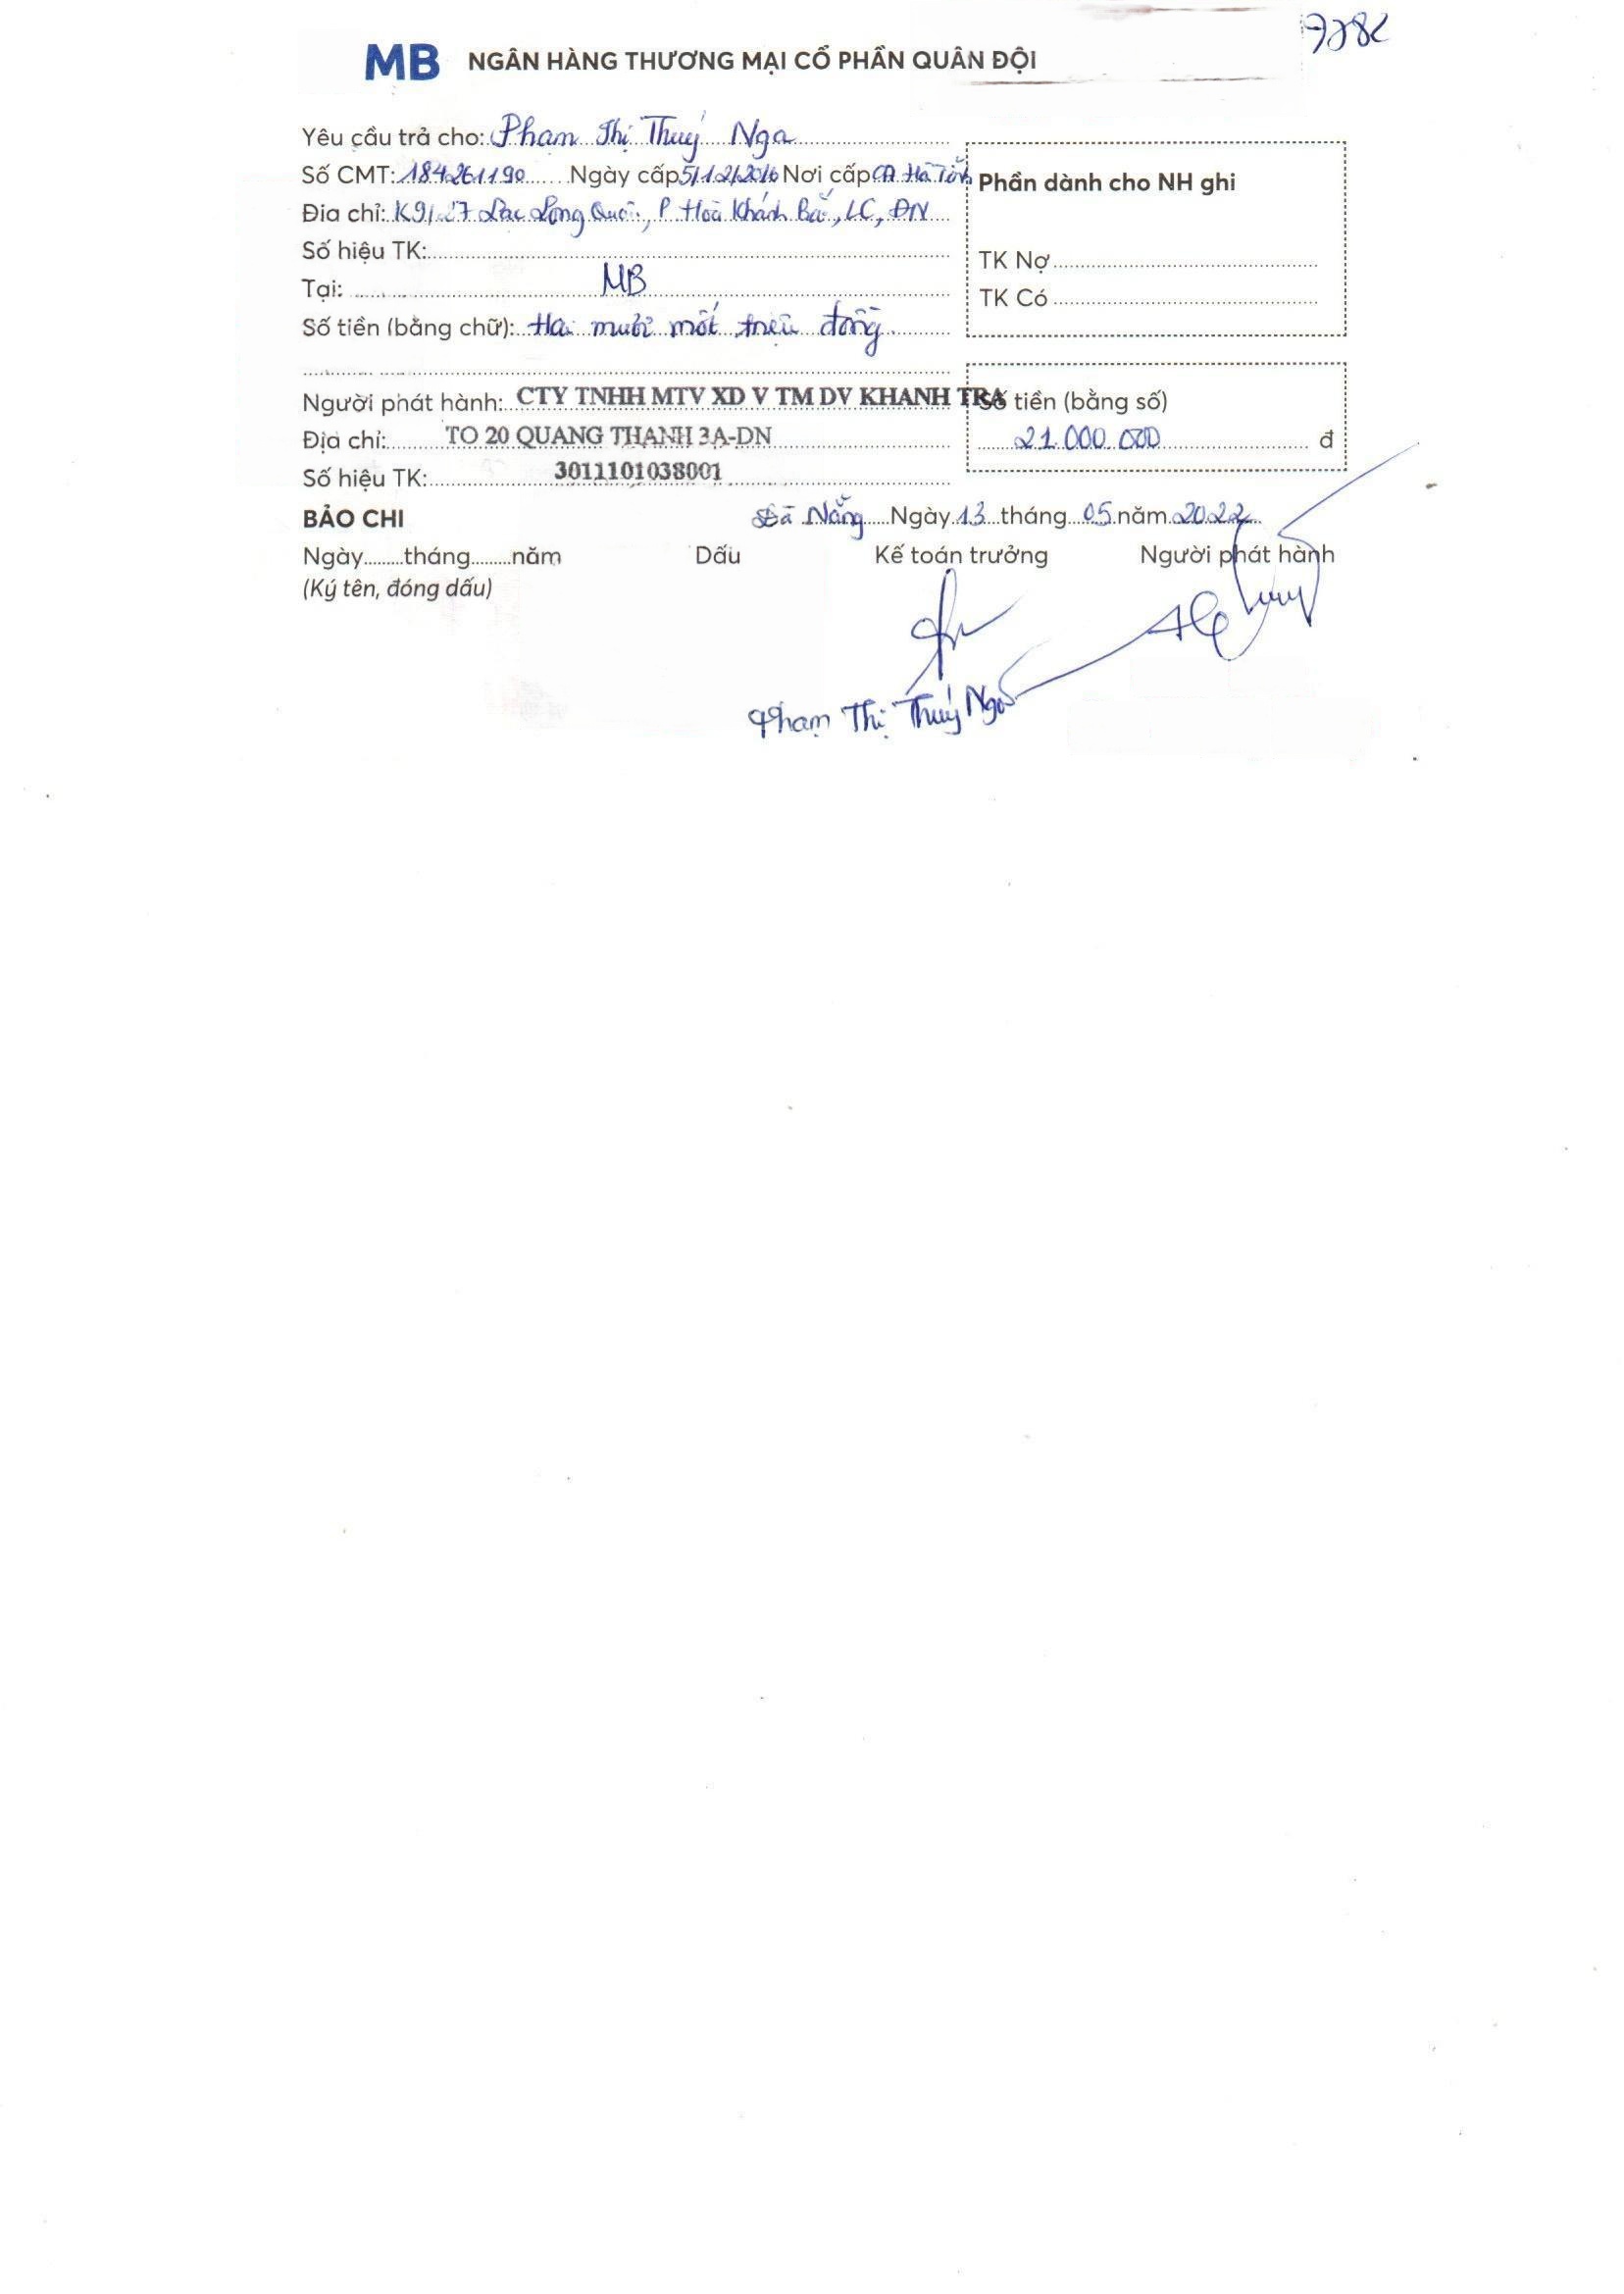 MB NGÂN HÀNG THƯƠNG MẠI CỔ PHẦN QUÂN ĐỘI
Yêu cầu trả cho: Phạm Thị Thuý Nga
Số CMT: 184261190 Ngày cấp 5/12/2016 Nơi cấp CA Hà Tĩnh
Phần dành cho NH ghi
Địa chỉ: Lạc Long Quân, P Hoà Khánh Bắc, LC, ĐN
Số hiệu TK:
TK Nợ
Tại: MB
TK Có
Số tiền (bằng chữ): Hai mươi mốt triệu đồng
Người phát hành: CTY TNHH MTV XD V TM DV KHANH TRA
Số tiền (bằng số)
Địa chỉ: TO 20 QUANG THANH 3A-DN
21.000.000 đ
Số hiệu TK: 3011101038001
BẢO CHI
Đà Nẵng Ngày 13 tháng 05 năm 2022
Ngày tháng năm Dấu Kế toán trưởng Người phát hành
(Ký tên, đóng dấu)
Phạm Thị Thuý Nga